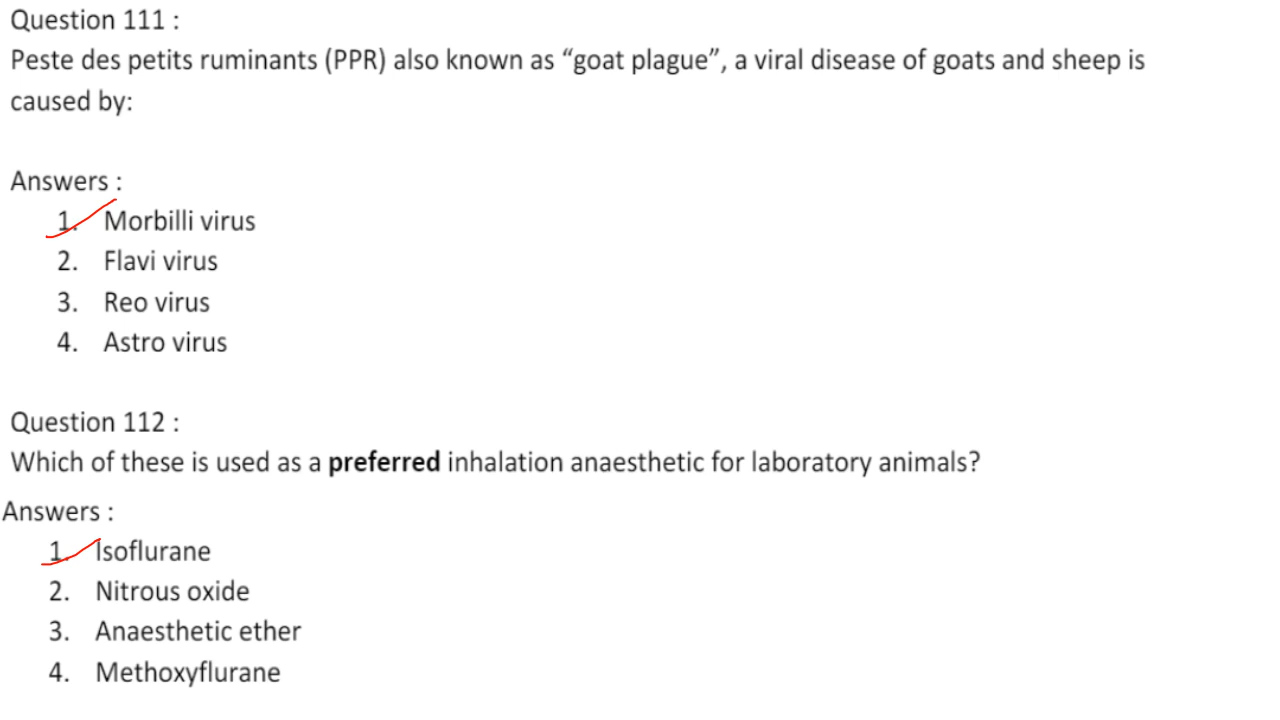 Question 111 :
Peste des petits ruminants (PPR) also known as “goat plague”, a viral disease of goats and sheep is
caused by:
Answers :
1. Morbilli virus
2. Flavi virus
3. Reo virus
4. Astro virus
Question 112 :
Which of these is used as a preferred inhalation anaesthetic for laboratory animals?
Answers :
1. Isoflurane
2. Nitrous oxide
3. Anaesthetic ether
4. Methoxyflurane